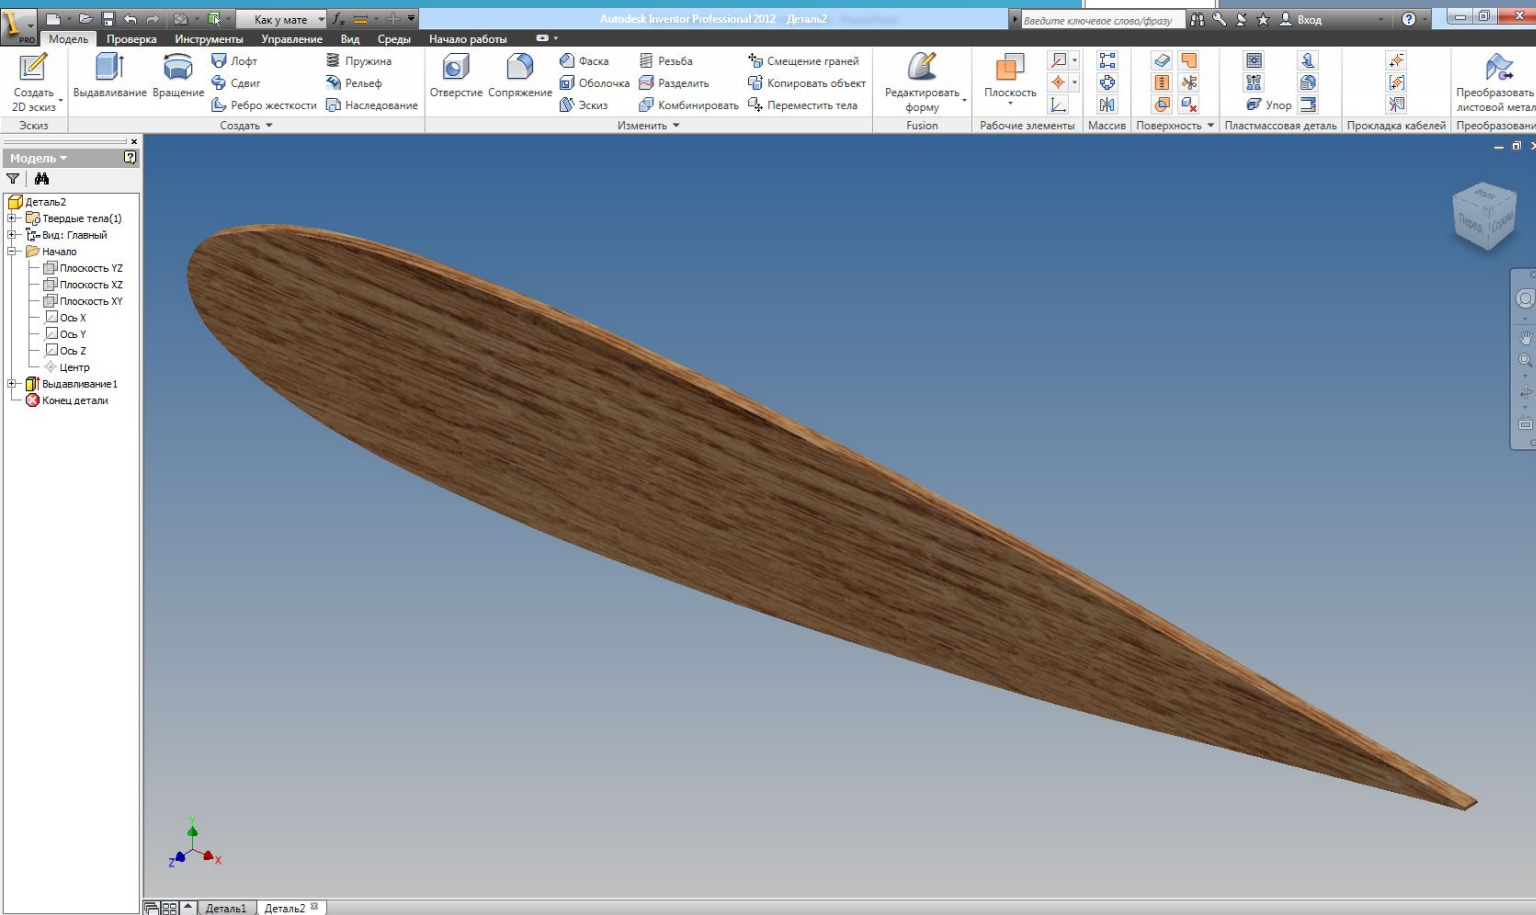 Как у мате
Autodesk Inventor Professional 2012 Деталь2
Введите ключевое слово/фразу
Вход
PRO
Модель Проверка Инструменты Управление Вид Среды Начало работы
Создать
2D эскиз
Эскиз
Выдавливание Вращение
Лофт
Сдвиг
Ребро жесткости
Пружина
Рельеф
Наследование
Создать
Отверстие Сопряжение
Фаска
Оболочка
Эскиз
Резьба
Разделить
Комбинировать
Смещение граней
Копировать объект
Переместить тела
Изменить
Редактировать
форму
Fusion
Плоскость
Рабочие элементы
Массив
Поверхность
Упор
Пластмассовая деталь
Прокладка кабелей
Преобразовать
листовой метал
Преобразовани
Модель
Деталь2
Твердые тела(1)
Вид: Главный
Начало
Плоскость YZ
Плоскость XZ
Плоскость XY
Ось X
Ось Y
Ось Z
Центр
Выдавливание1
Конец детали
Верх
Перед
Справа
Y
Z
X
Деталь1
Деталь2